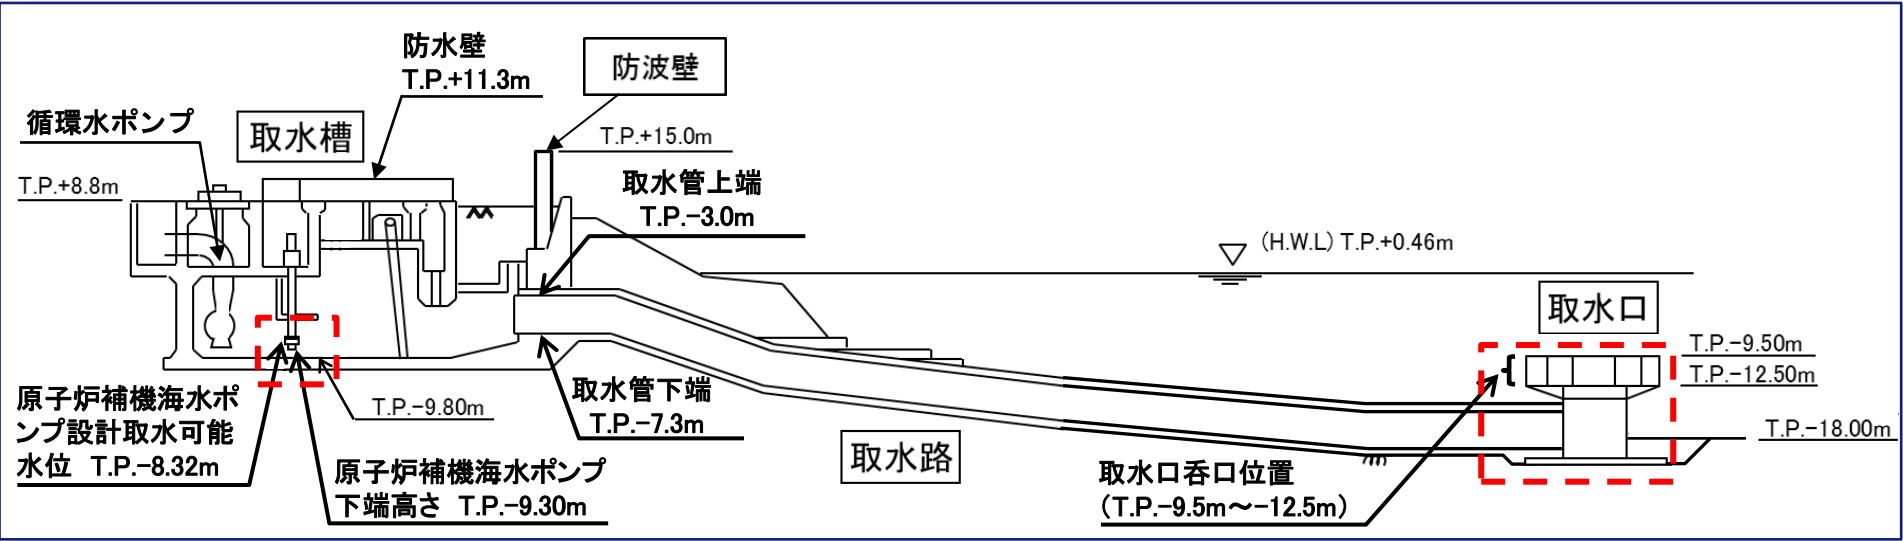 防水壁
T.P.+11.3m
防波壁
循環水ポンプ
取水槽
T.P.+15.0m
T.P.+8.8m
取水管上端
T.P.-3.0m
(H.W.L) T.P.+0.46m
取水口
T.P.-9.50m
T.P.-12.50m
原子炉補機海水ポ
ンプ設計取水可能
水位 T.P.-8.32m
T.P.-9.80m
取水管下端
T.P.-7.3m
T.P.-18.00m
原子炉補機海水ポンプ
下端高さ T.P.-9.30m
取水路
取水口呑口位置
(T.P.-9.5m～-12.5m)